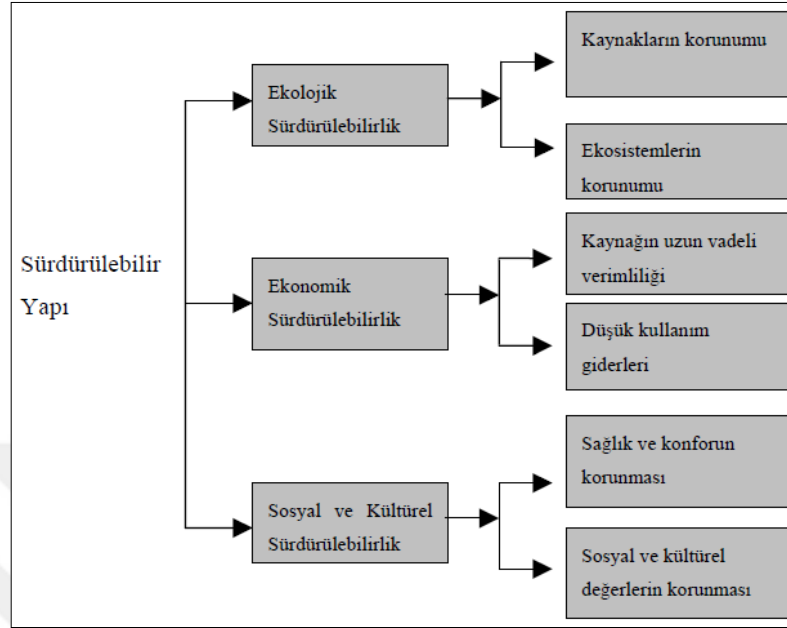 Sürdürülebilir
Yapı
Ekolojik
Sürdürülebilirlik
Kaynakların korunumu
Ekosistemlerin
korunumu
Ekonomik
Sürdürülebilirlik
Kaynağın uzun vadeli
verimliliği
Düşük kullanım
giderleri
Sosyal ve Kültürel
Sürdürülebilirlik
Sağlık ve konforun
korunması
Sosyal ve kültürel
değerlerin korunması